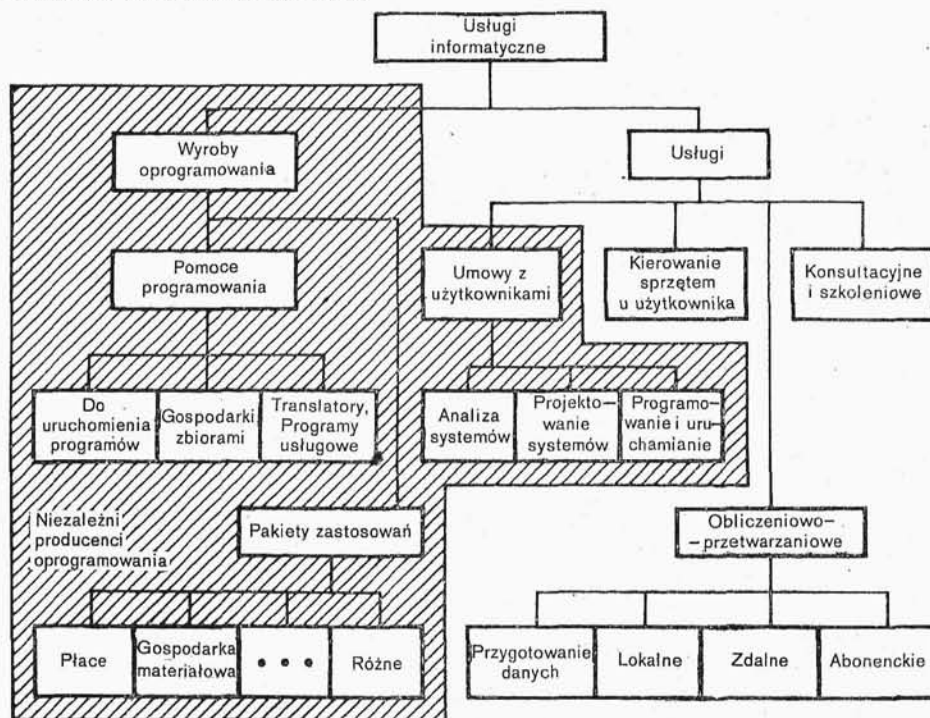 Usługi
informatyczne
Wyroby
oprogramowania
Usługi
Pomoce
programowania
Umowy z
użytkownikami
Kierowanie
sprzętem
u użytkownika
Konsultacyjne
i szkoleniowe
Do
uruchomienia
programów
Gospodarki
zbiorami
Translatory,
Programy
usługowe
Analiza
systemów
Projekto-
wanie
systemów
Programo-
wanie i uru-
chamianie
Niezależni
producenci
oprogramowania
Pakiety zastosowań
Obliczeniowo-
-przetwarzaniowe
Płace
Gospodarka
materiałowa
• • •
Różne
Przygotowanie
danych
Lokalne
Zdalne
Abonenckie